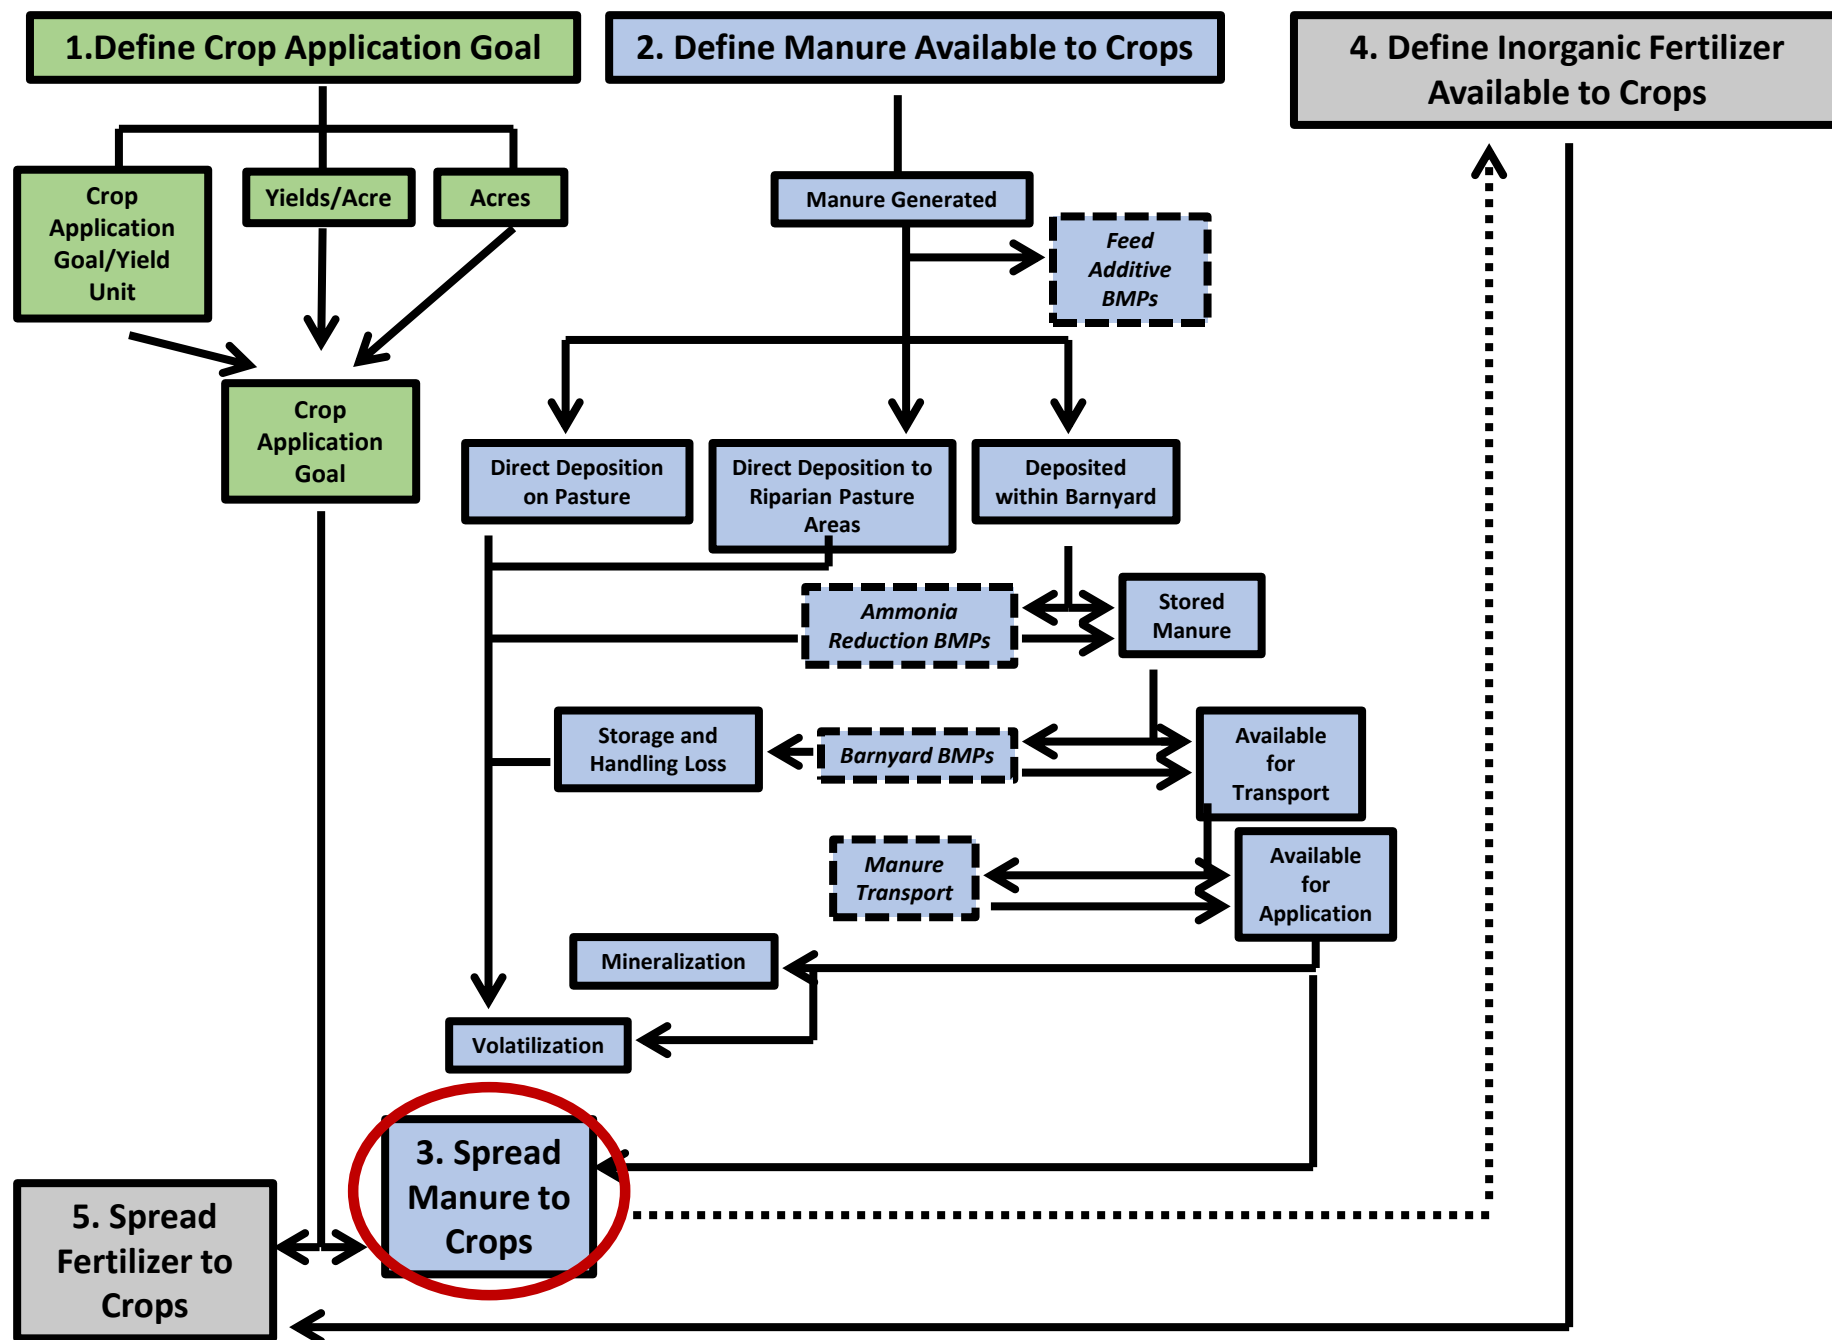 1.Define Crop Application Goal
2. Define Manure Available to Crops
4. Define Inorganic Fertilizer
Available to Crops
Crop
Application
Goal/Yield
Unit
Yields/Acre
Acres
Manure Generated
Feed
Additive
BMPs
Crop
Application
Goal
Direct Deposition
on Pasture
Direct Deposition to
Riparian Pasture
Areas
Deposited
within Barnyard
Ammonia
Reduction BMPs
Stored
Manure
Storage and
Handling Loss
Barnyard BMPs
Available
for
Transport
Manure
Transport
Available
for
Application
Mineralization
Volatilization
3. Spread
Manure to
Crops
5. Spread
Fertilizer to
Crops